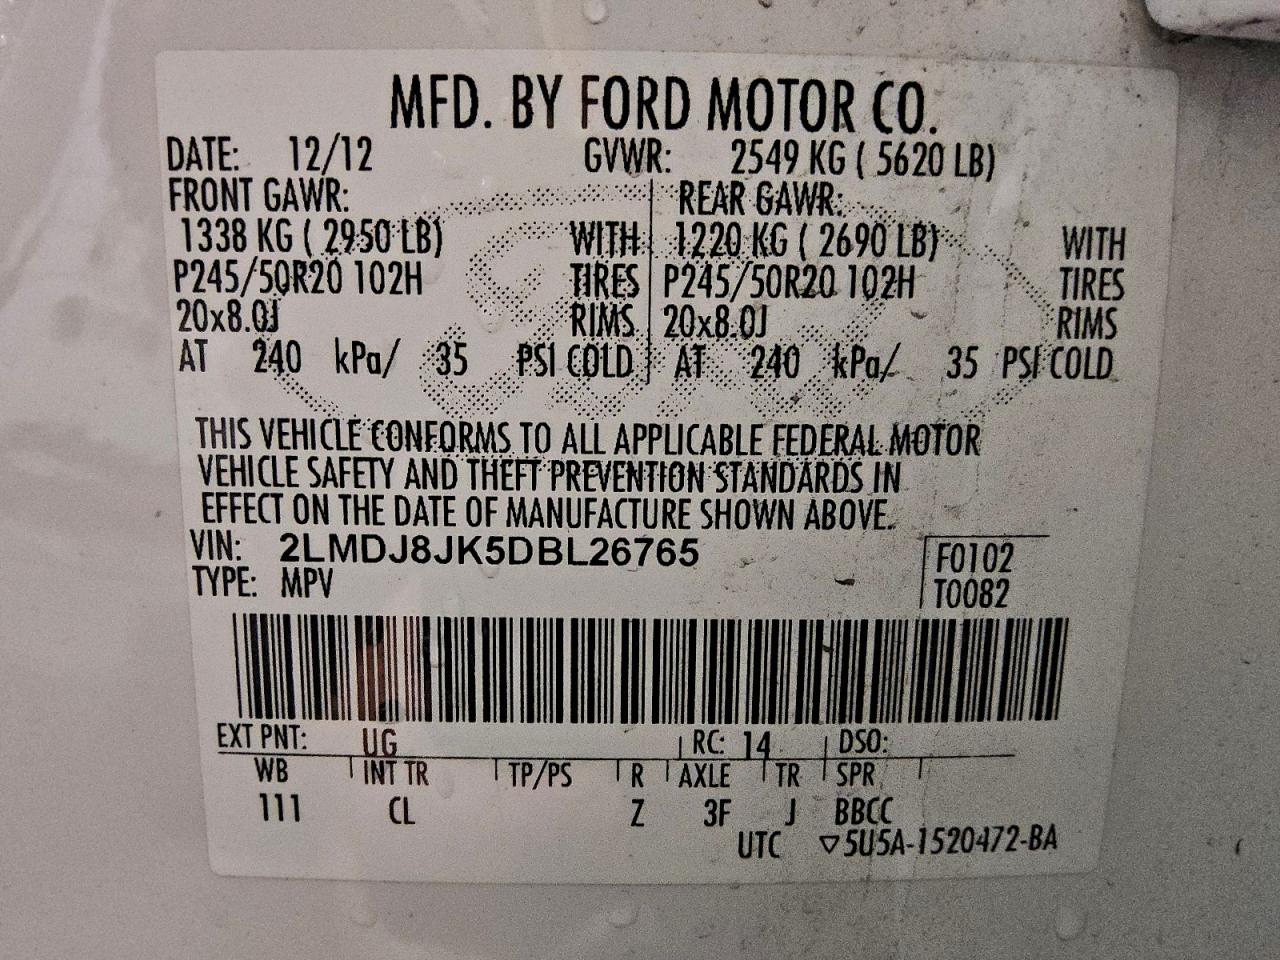 MFD. BY FORD MOTOR CO.
DATE: 12/12 GVWR: 2549 KG ( 5620 LB)
FRONT GAWR: REAR GAWR:
1338 KG ( 2950 LB) WITH 1220 KG ( 2690 LB) WITH
P245/50R20 102H TIRES P245/50R20 102H TIRES
20x8.0J RIMS 20x8.0J RIMS
AT 240 kPa/ 35 PSI COLD AT 240 kPa/ 35 PSI COLD
THIS VEHICLE CONFORMS TO ALL APPLICABLE FEDERAL MOTOR
VEHICLE SAFETY AND THEFT PREVENTION STANDARDS IN
EFFECT ON THE DATE OF MANUFACTURE SHOWN ABOVE.
VIN: 2LMDJ8JK5DBL26765 F0102
TYPE: MPV T0082
EXT PNT: UG RC: 14 DSO:
WB INT TR TP/PS R AXLE TR SPR
111 CL Z 3F J BBCC
UTC ▽5U5A-1520472-BA